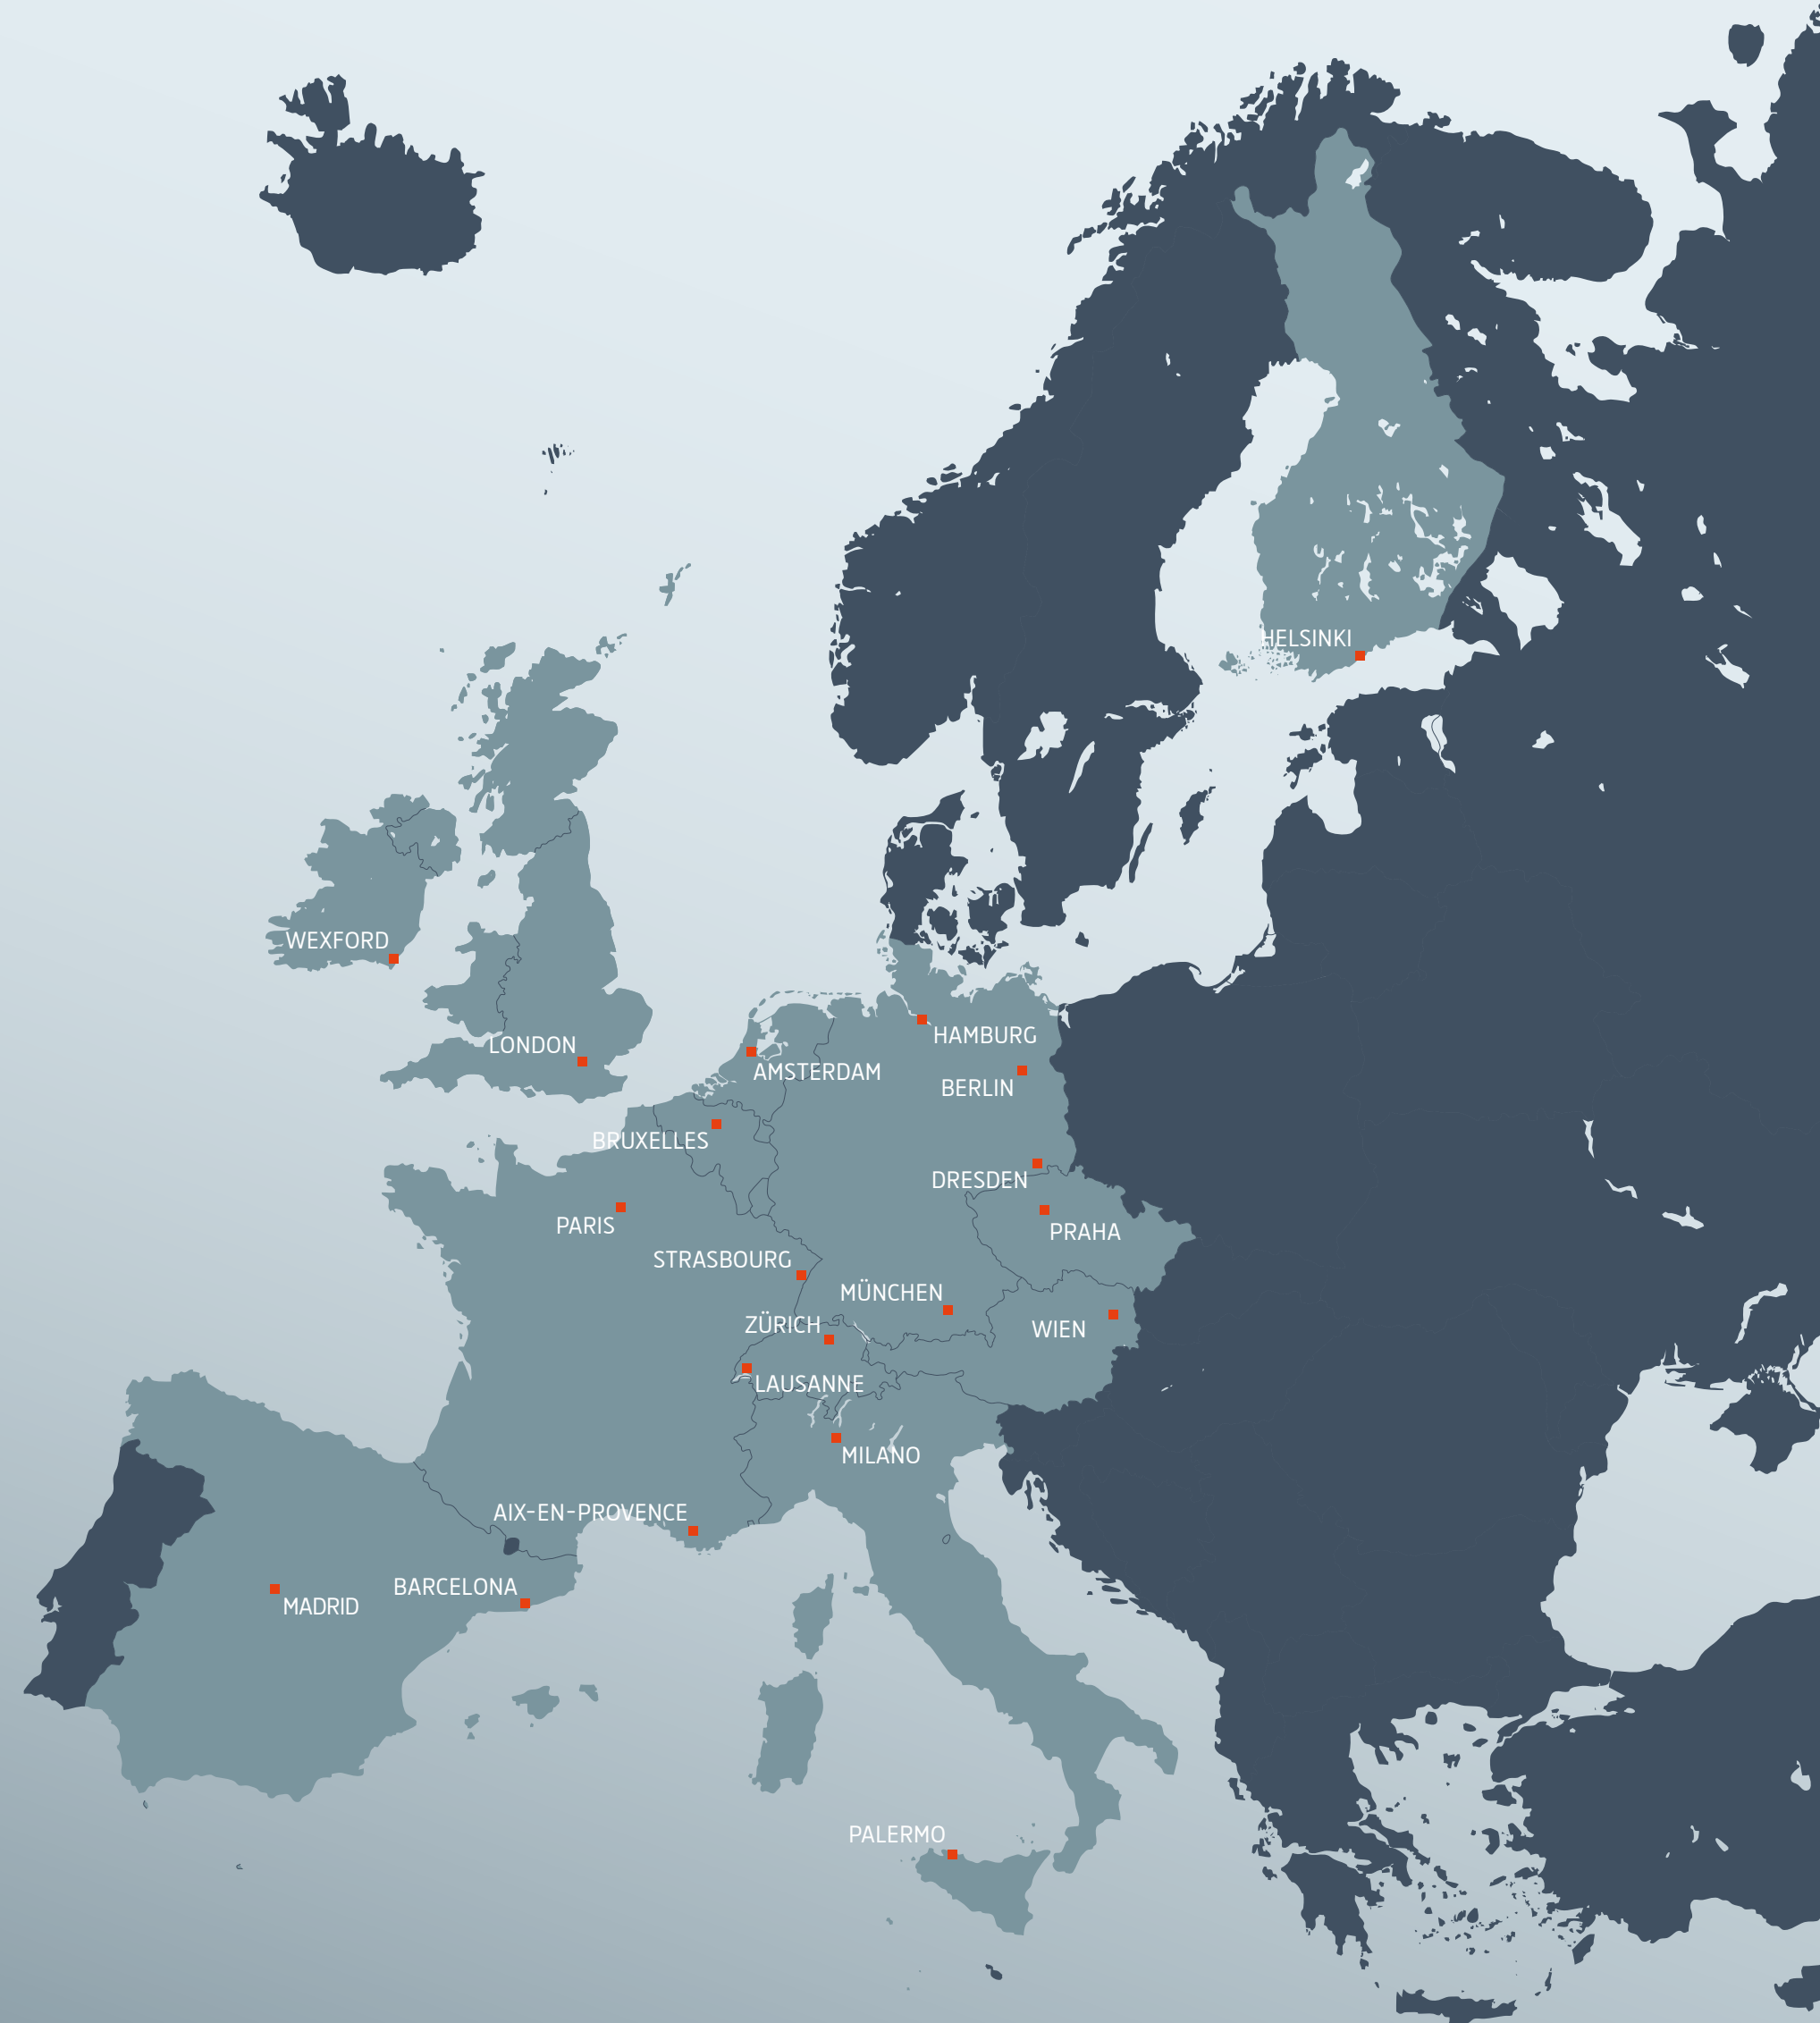 HELSINKI
WEXFORD
LONDON
HAMBURG
AMSTERDAM
BERLIN
BRUXELLES
DRESDEN
PARIS
PRAHA
STRASBOURG
MÜNCHEN
ZÜRICH
WIEN
LAUSANNE
MILANO
AIX-EN-PROVENCE
BARCELONA
MADRID
PALERMO